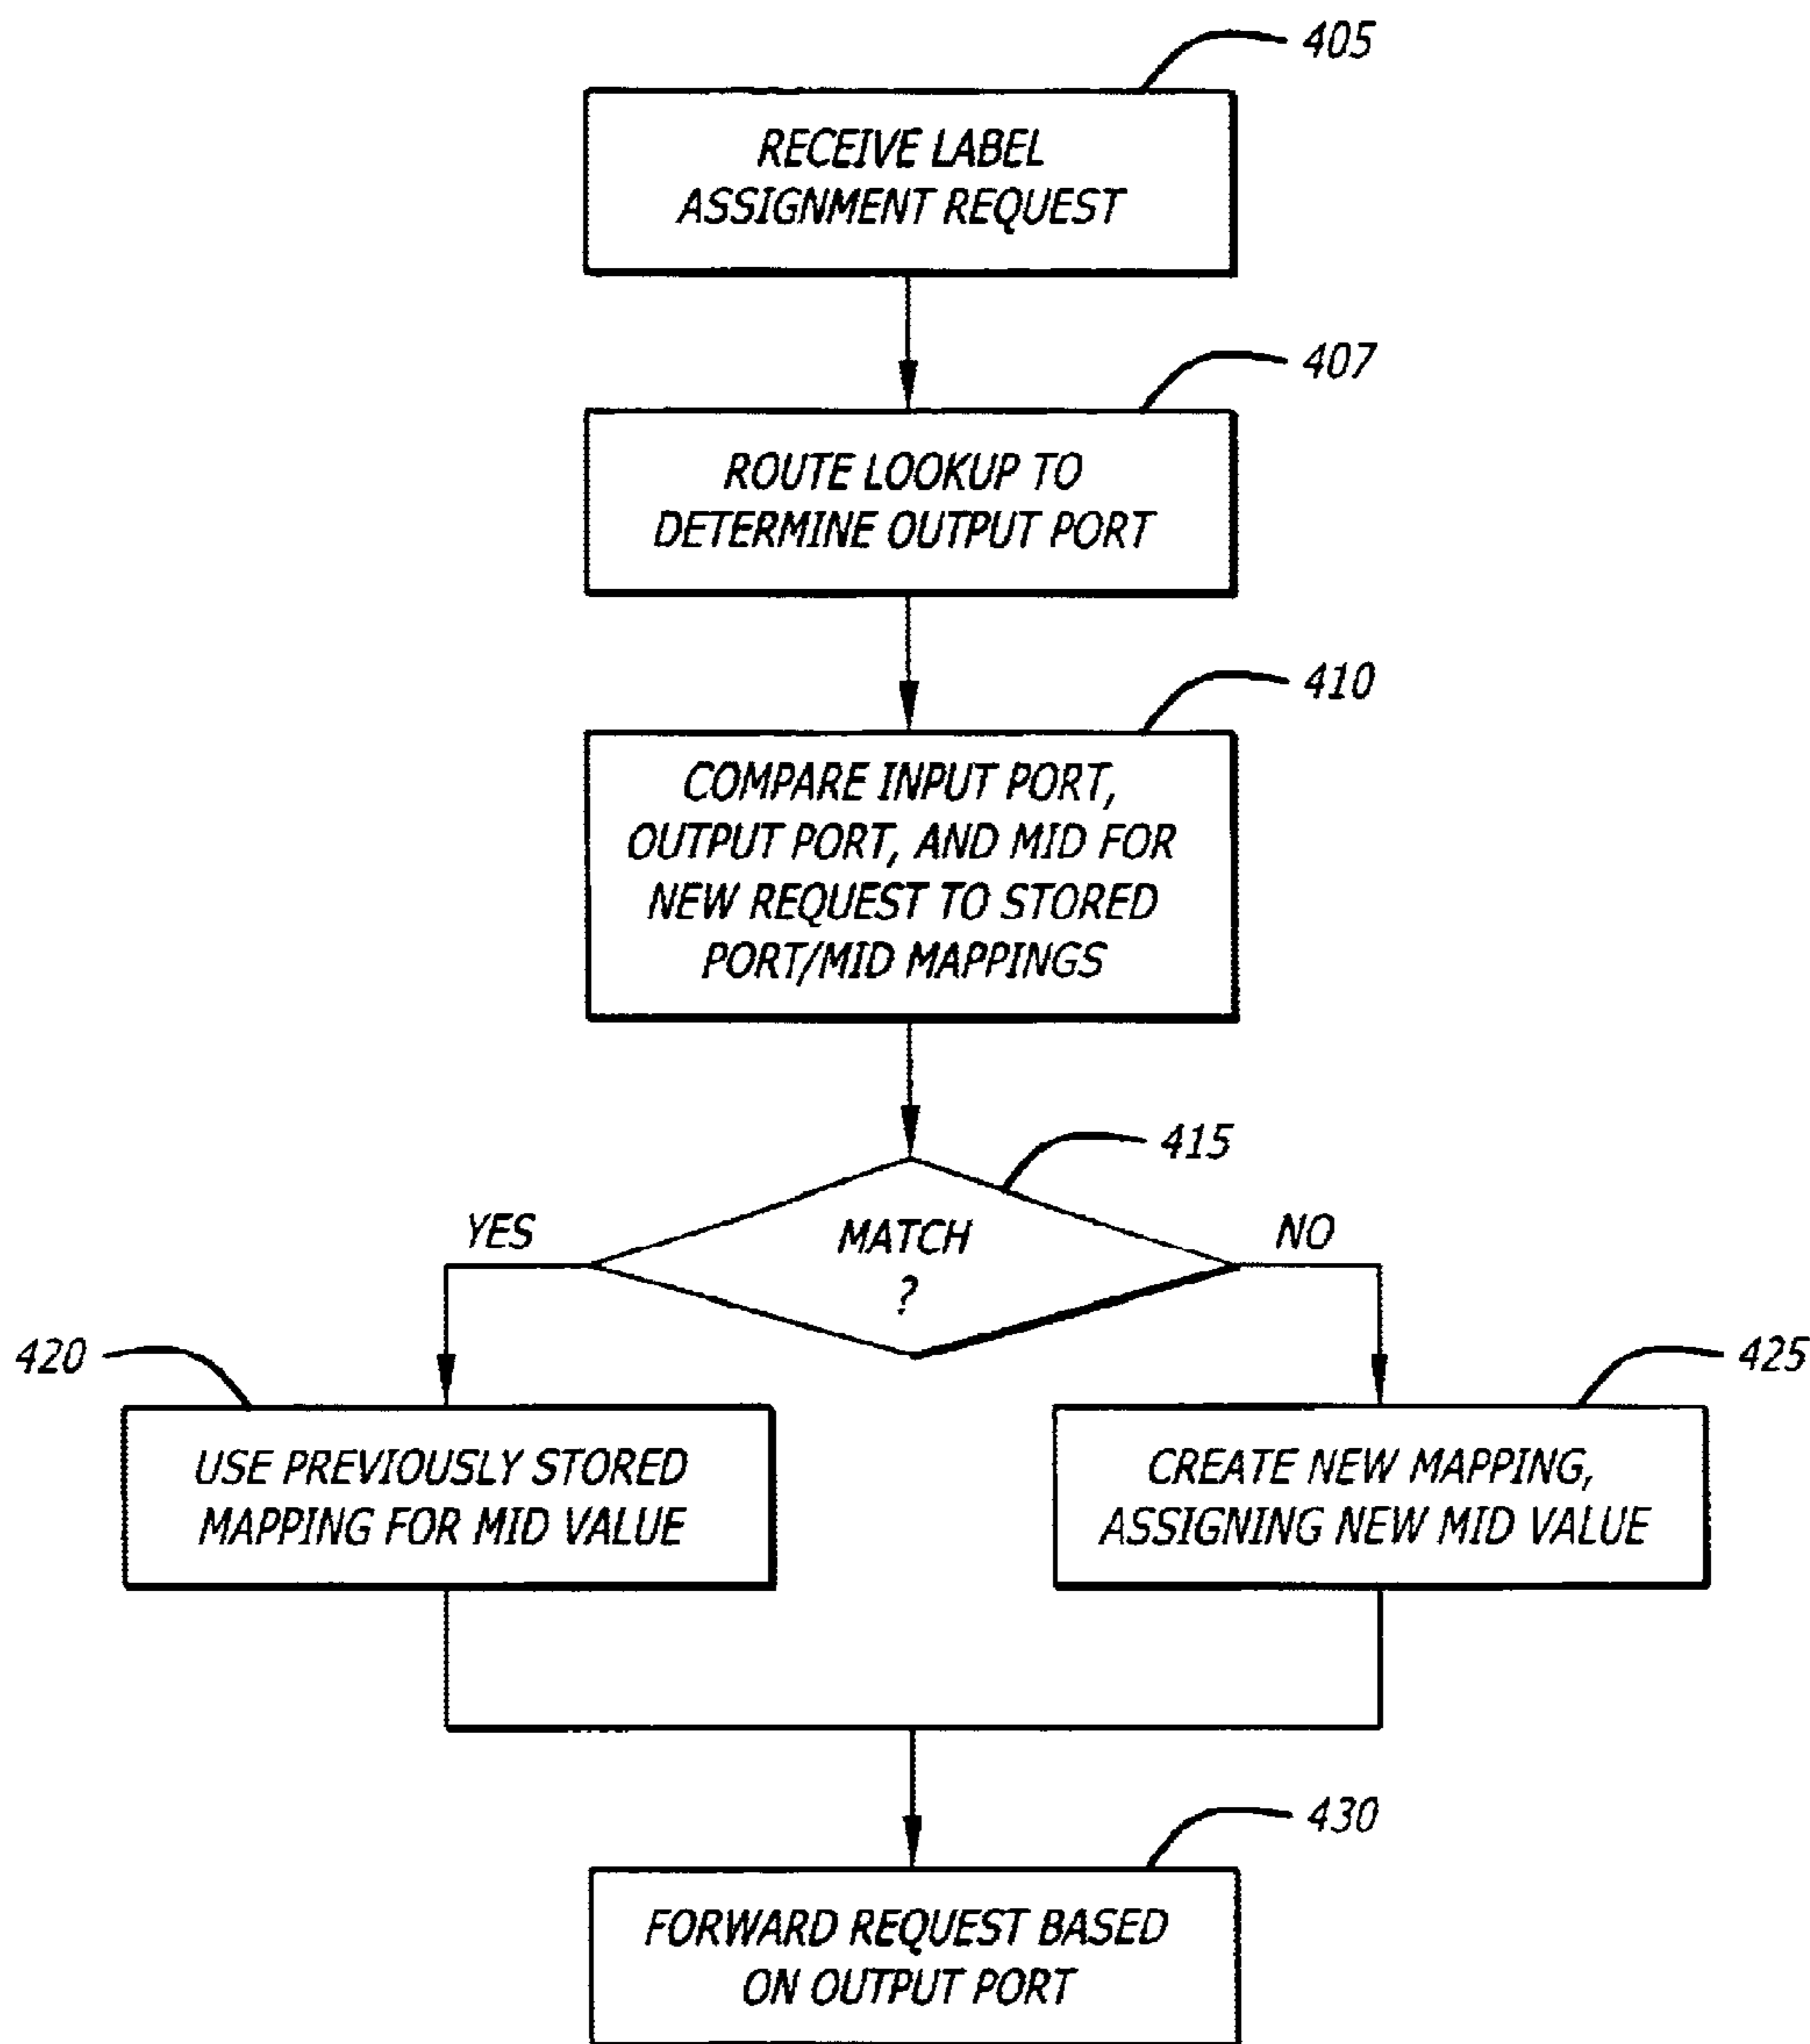 405
RECEIVE LABEL
ASSIGNMENT REQUEST
407
ROUTE LOOKUP TO
DETERMINE OUTPUT PORT
410
COMPARE INPUT PORT,
OUTPUT PORT, AND MID FOR
NEW REQUEST TO STORED
PORT/MID MAPPINGS
415
YES
MATCH
?
NO
420
USE PREVIOUSLY STORED
MAPPING FOR MID VALUE
425
CREATE NEW MAPPING,
ASSIGNING NEW MID VALUE
430
FORWARD REQUEST BASED
ON OUTPUT PORT